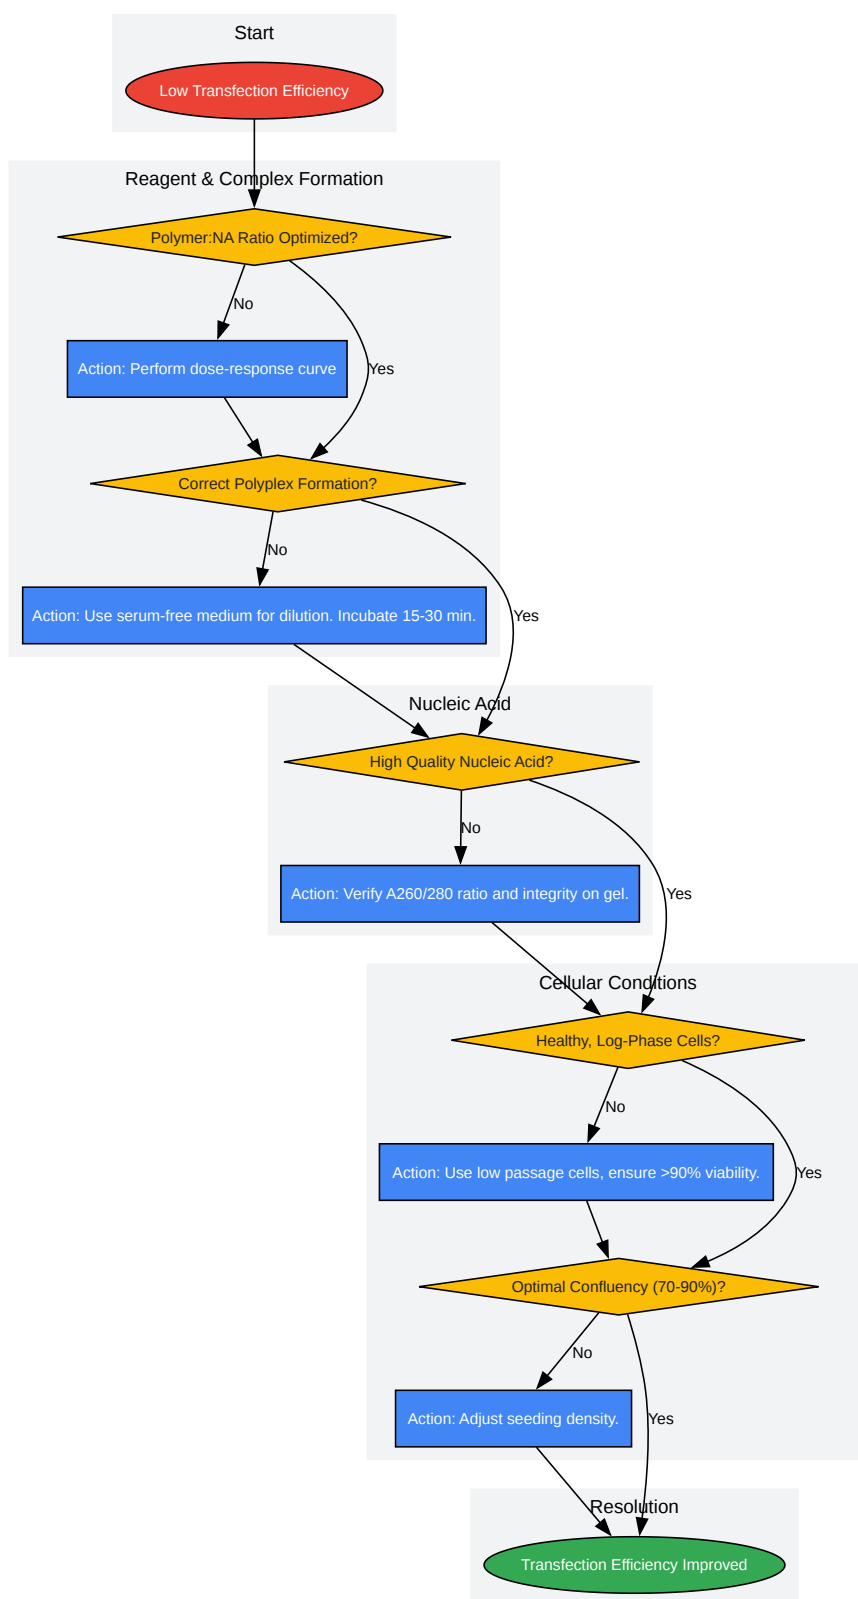 Start
Low Transfection Efficiency
Reagent & Complex Formation
Polymer:NA Ratio Optimized?
No
Action: Perform dose-response curve
Yes
Correct Polyplex Formation?
No
Action: Use serum-free medium for dilution. Incubate 15-30 min.
Yes
Nucleic Acid
High Quality Nucleic Acid?
No
Action: Verify A260/280 ratio and integrity on gel.
Yes
Cellular Conditions
Healthy, Log-Phase Cells?
No
Action: Use low passage cells, ensure >90% viability.
Yes
Optimal Confluency (70-90%)?
No
Action: Adjust seeding density.
Yes
Resolution
Transfection Efficiency Improved